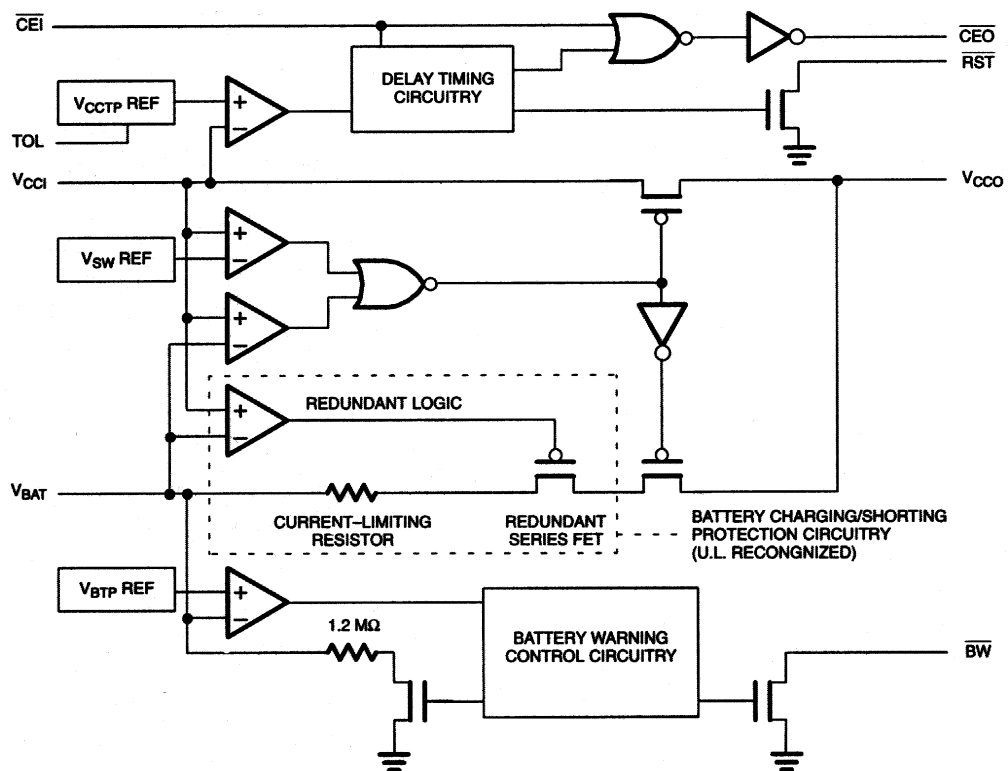 CEI
CEO
RST
DELAY TIMING
CIRCUITRY
VCCTP REF
TOL
+
−
VCCI
VCCO
VSW REF
+
−
+
−
REDUNDANT LOGIC
+
−
VBAT
CURRENT–LIMITING
RESISTOR
REDUNDANT
SERIES FET
BATTERY CHARGING/SHORTING
PROTECTION CIRCUITRY
(U.L. RECONGNIZED)
VBTP REF
+
−
1.2 MΩ
BATTERY WARNING
CONTROL CIRCUITRY
BW